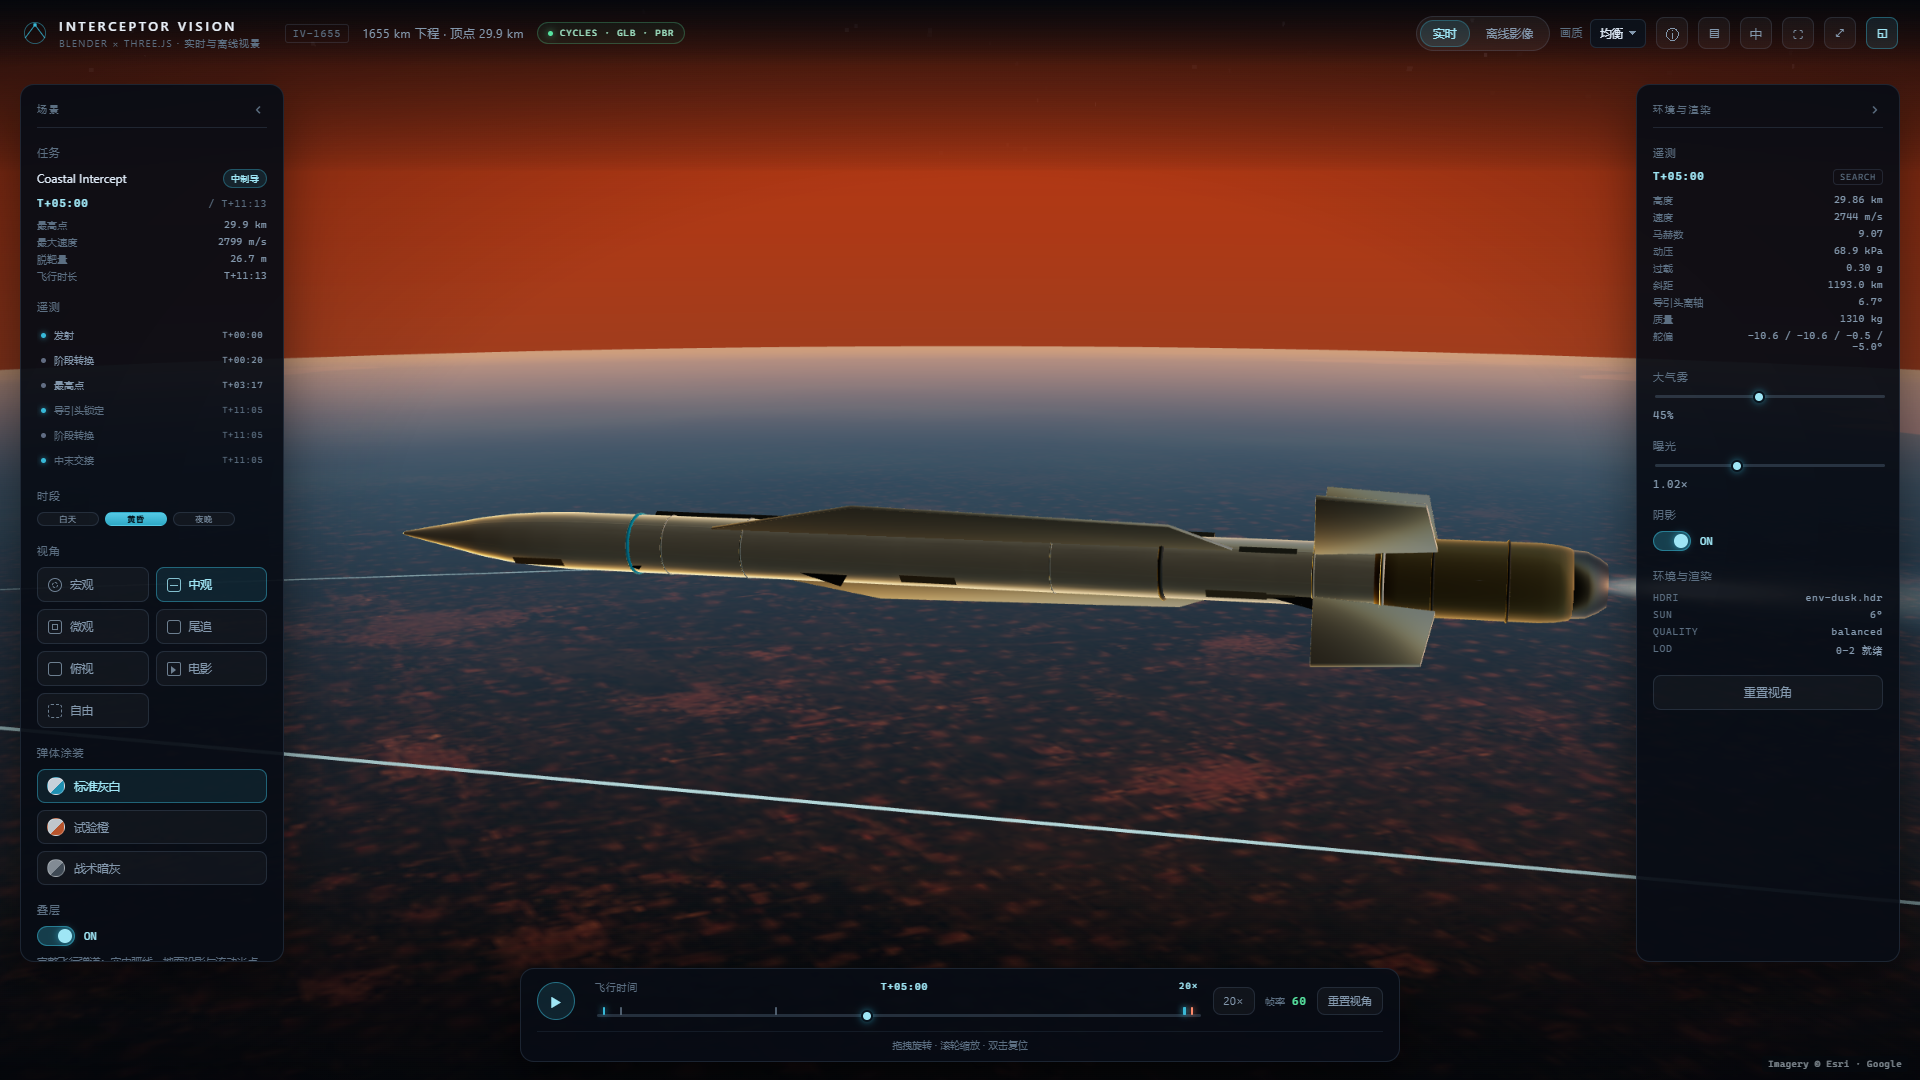 INTERCEPTOR VISION
BLENDER × THREE.JS · 实时与离线视景
IV-1655
1655 km 下程 · 顶点 29.9 km
CYCLES · GLB · PBR
实时
离线影像
画质
均衡
中
场景
任务
Coastal Intercept
中制导
T+05:00 / T+11:13
最高点 29.9 km
最大速度 2799 m/s
脱靶量 26.7 m
飞行时长 T+11:13
遥测
发射 T+00:00
阶段转换 T+00:20
最高点 T+03:17
导引头锁定 T+11:05
阶段转换 T+11:05
中末交接 T+11:05
时段
白天 黄昏 夜晚
视角
宏观 中观
微观 尾追
俯视 电影
自由
弹体涂装
标准灰白
试验橙
战术暗灰
叠层
ON
环境与渲染
遥测
T+05:00 SEARCH
高度 29.86 km
速度 2744 m/s
马赫数 9.07
动压 68.9 kPa
过载 0.30 g
斜距 1193.0 km
导引头离轴 6.7°
质量 1310 kg
舵偏 -10.6 / -10.6 / -0.5 /
-5.0°
大气雾
45%
曝光
1.02×
阴影
ON
环境与渲染
HDRI env-dusk.hdr
SUN 6°
QUALITY balanced
LOD 0-2 就绪
重置视角
飞行时间 T+05:00 20×
20× 帧率 60 重置视角
拖拽旋转 · 滚轮缩放 · 双击复位
Imagery © Esri · Google